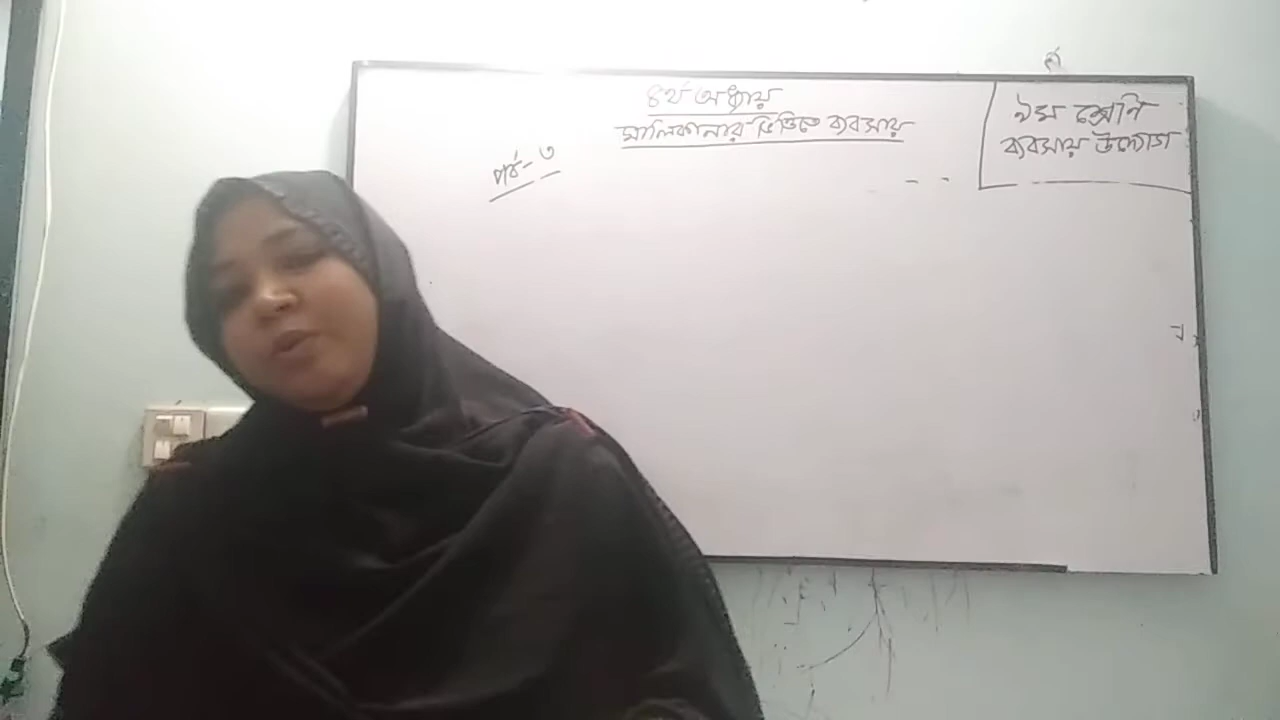 ৪র্থ অধ্যায়
মালিকানার ভিত্তিতে ব্যবসায়
পর্ব-৩
৯ম শ্রেণি
ব্যবসায় উদ্যোগ